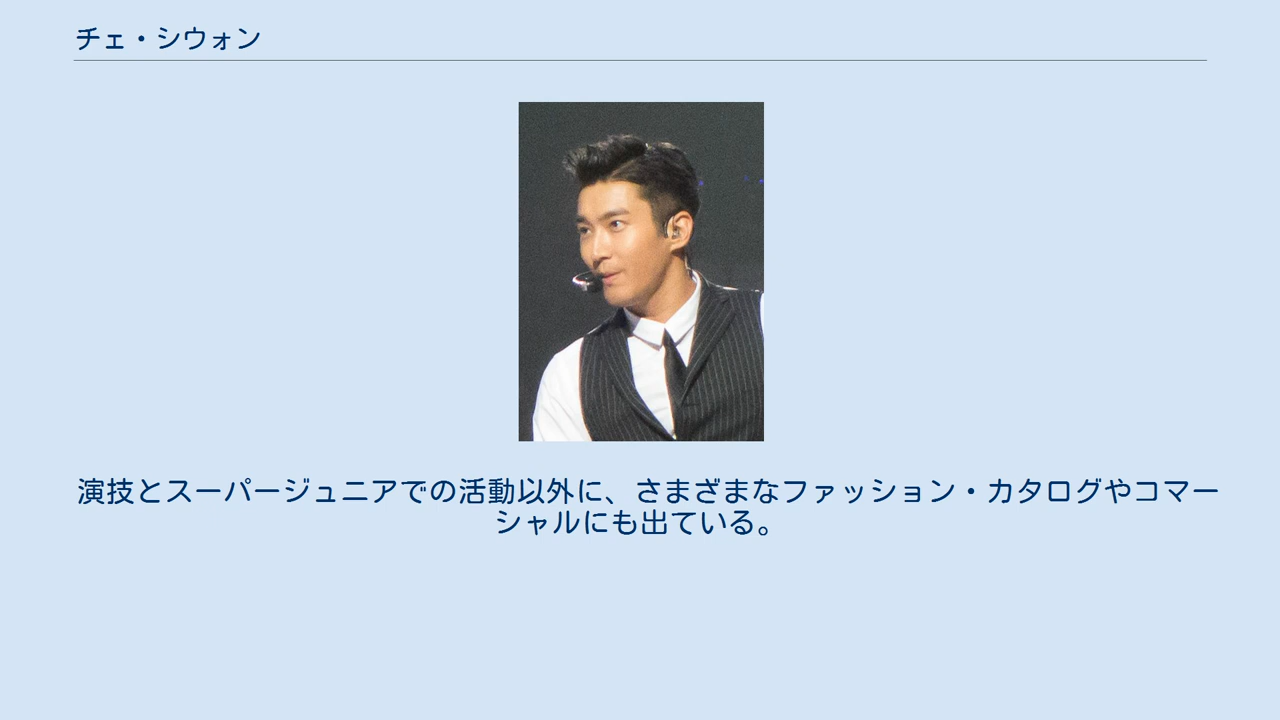 チェ・シウォン
演技とスーパージュニアでの活動以外に、さまざまなファッション・カタログやコマー
シャルにも出ている。